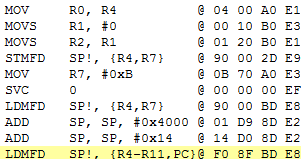 MOV R0, R4 @ 04 00 A0 E1
MOVS R1, #0 @ 00 10 B0 E3
MOVS R2, R1 @ 01 20 B0 E1
STMFD SP!, {R4,R7} @ 90 00 2D E9
MOV R7, #0xB @ 0B 70 A0 E3
SVC 0 @ 00 00 00 EF
LDMFD SP!, {R4,R7} @ 90 00 BD E8
ADD SP, SP, #0x4000 @ 01 D9 8D E2
ADD SP, SP, #0x14 @ 14 D0 8D E2
LDMFD SP!, {R4-R11,PC}@ F0 8F BD E8